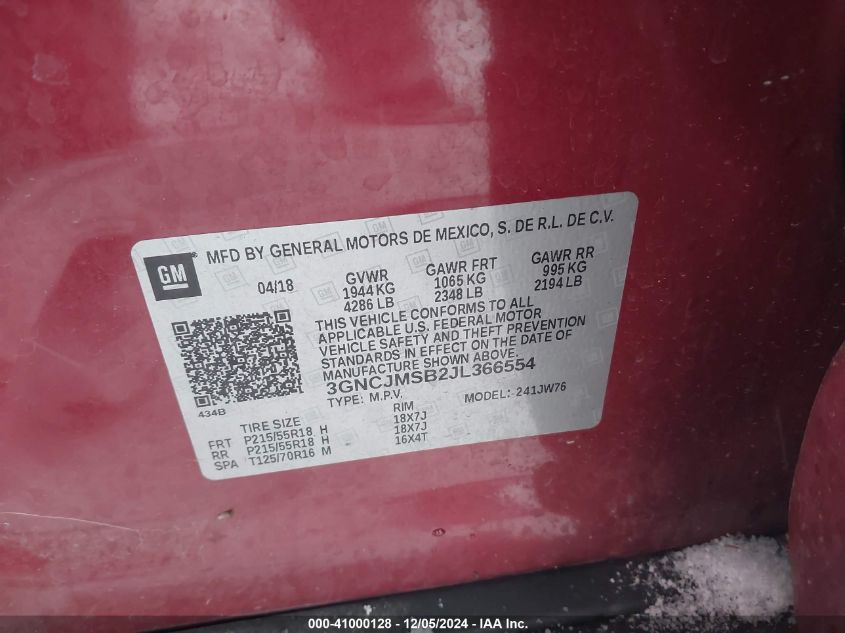 GM
MFD BY GENERAL MOTORS DE MEXICO, S. DE R.L. DE C.V.
04/18 GVWR GAWR FRT GAWR RR
1944 KG 1065 KG 995 KG
4286 LB 2348 LB 2194 LB
THIS VEHICLE CONFORMS TO ALL
APPLICABLE U.S. FEDERAL MOTOR
VEHICLE SAFETY AND THEFT PREVENTION
STANDARDS IN EFFECT ON THE DATE OF
MANUFACTURE SHOWN ABOVE.
3GNCJMSB2JL366554
TYPE: M.P.V. MODEL: 241JW76
434B
TIRE SIZE RIM
FRT P215/55R18 H 18X7J
RR P215/55R18 H 18X7J
SPA T125/70R16 M 16X4T
000-41000128 - 12/05/2024 - IAA Inc.